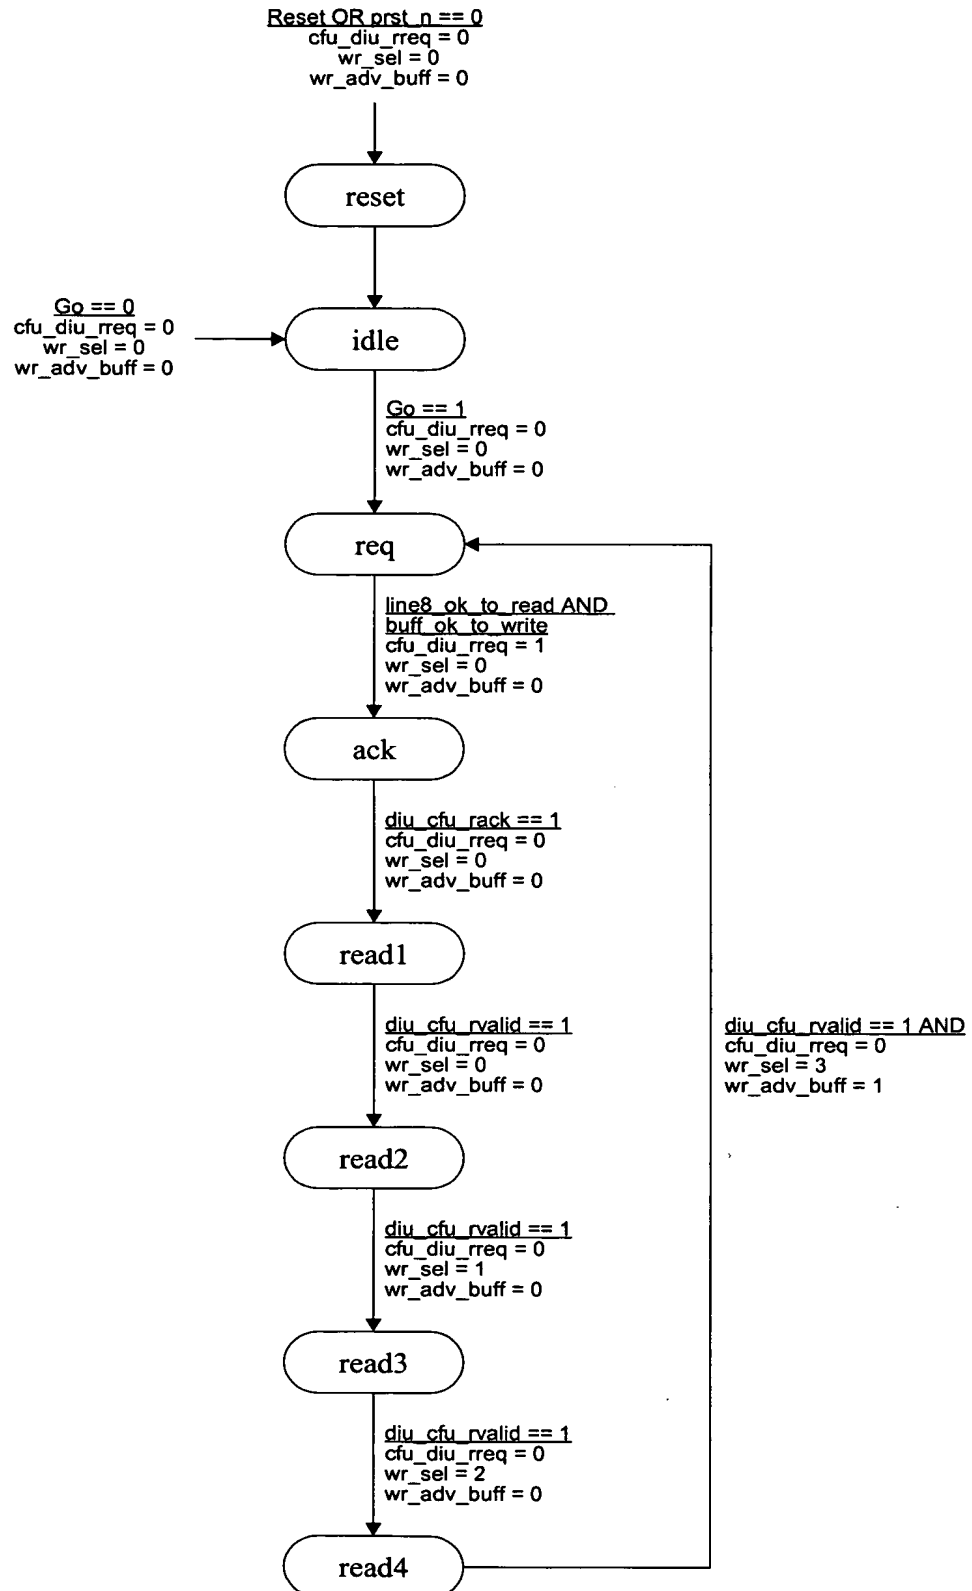 Reset OR prst_n == 0
cfu_diu_rreq = 0
wr_sel = 0
wr_adv_buff = 0
reset
Go == 0
cfu_diu_rreq = 0
wr_sel = 0
wr_adv_buff = 0
idle
Go == 1
cfu_diu_rreq = 0
wr_sel = 0
wr_adv_buff = 0
req
line8_ok_to_read AND
buff_ok_to_write
cfu_diu_rreq = 1
wr_sel = 0
wr_adv_buff = 0
ack
diu_cfu_rack == 1
cfu_diu_rreq = 0
wr_sel = 0
wr_adv_buff = 0
read1
diu_cfu_rvalid == 1
cfu_diu_rreq = 0
wr_sel = 0
wr_adv_buff = 0
diu_cfu_rvalid == 1 AND
cfu_diu_rreq = 0
wr_sel = 3
wr_adv_buff = 1
read2
diu_cfu_rvalid == 1
cfu_diu_rreq = 0
wr_sel = 1
wr_adv_buff = 0
read3
diu_cfu_rvalid == 1
cfu_diu_rreq = 0
wr_sel = 2
wr_adv_buff = 0
read4